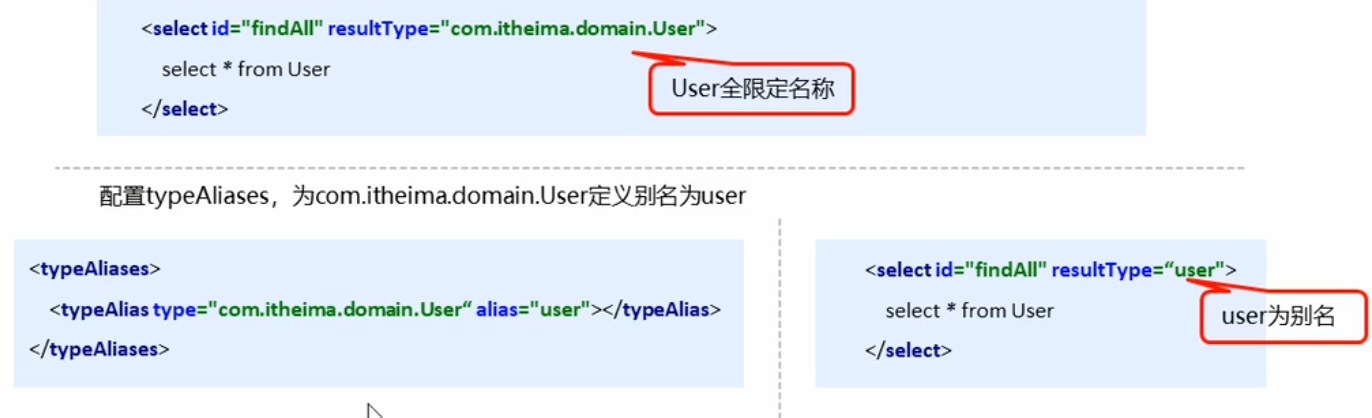 <select id="findAll" resultType="com.itheima.domain.User">
select * from User
</select>
User全限定名称
配置typeAliases，为com.itheima.domain.User定义别名为user
<typeAliases>
<typeAlias type="com.itheima.domain.User“ alias="user"></typeAlias>
</typeAliases>
<select id="findAll" resultType=“user">
select * from User
</select>
user为别名